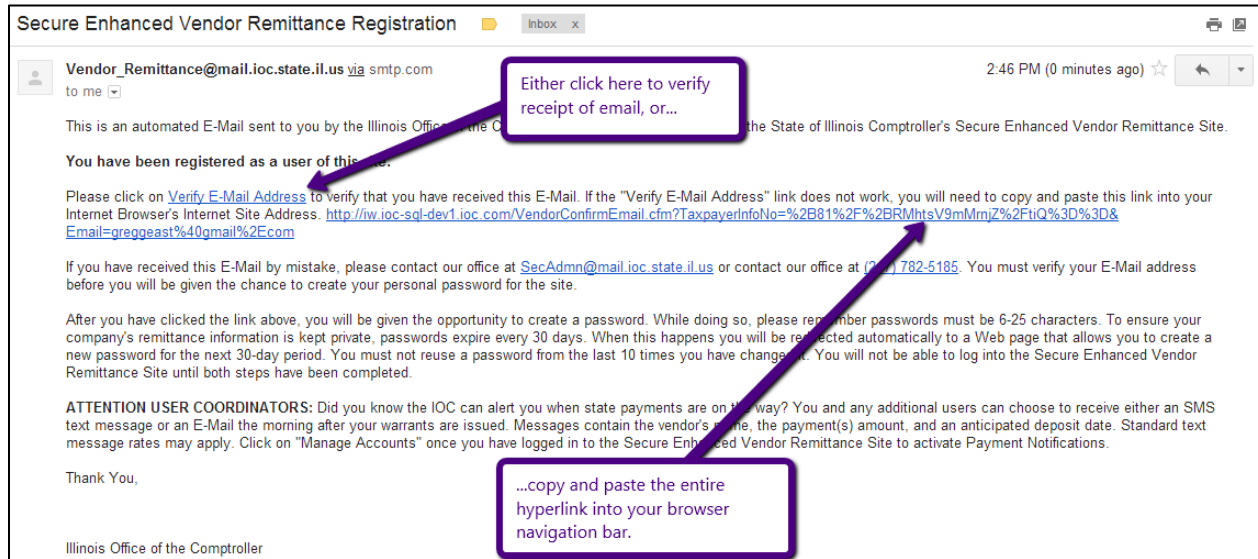 Secure Enhanced Vendor Remittance Registration
Inbox x
Vendor_Remittance@mail.ioc.state.il.us via smtp.com
2:46 PM (0 minutes ago)
to me
Either click here to verify
receipt of email, or...
This is an automated E-Mail sent to you by the Illinois Office the State of Illinois Comptroller's Secure Enhanced Vendor Remittance Site.
You have been registered as a user of this site.
Please click on Verify E-Mail Address to verify that you have received this E-Mail. If the "Verify E-Mail Address" link does not work, you will need to copy and paste this link into your
Internet Browser's Internet Site Address. http://iw.ioc-sql-dev1.ioc.com/VendorConfirmEmail.cfm?TaxpayerInfoNo=%2B81%2F%2BRMhtsV9mMrnjZ%2FtiQ%3D%3D&
Email=greggeast%40gmail%2Ecom
If you have received this E-Mail by mistake, please contact our office at SecAdmn@mail.ioc.state.il.us or contact our office at 782-5185. You must verify your E-Mail address
before you will be given the chance to create your personal password for the site.
After you have clicked the link above, you will be given the opportunity to create a password. While doing so, please remember passwords must be 6-25 characters. To ensure your
company's remittance information is kept private, passwords expire every 30 days. When this happens you will be redirected automatically to a Web page that allows you to create a
new password for the next 30-day period. You must not reuse a password from the last 10 times you have changed it. You will not be able to log into the Secure Enhanced Vendor
Remittance Site until both steps have been completed.
ATTENTION USER COORDINATORS: Did you know the IOC can alert you when state payments are on the way? You and any additional users can choose to receive either an SMS
text message or an E-Mail the morning after your warrants are issued. Messages contain the vendor's name, the payment(s) amount, and an anticipated deposit date. Standard text
message rates may apply. Click on "Manage Accounts" once you have logged in to the Secure Enhanced Vendor Remittance Site to activate Payment Notifications.
Thank You,
...copy and paste the entire
hyperlink into your browser
navigation bar.
Illinois Office of the Comptroller